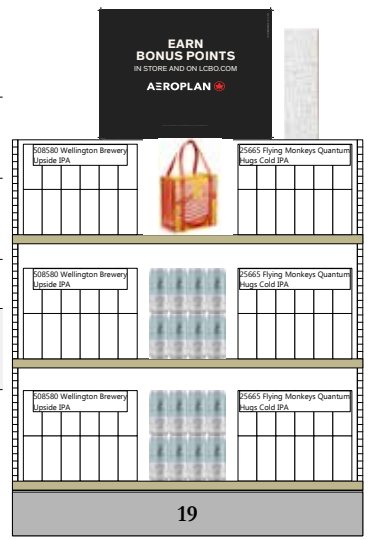 EARN
BONUS POINTS
IN STORE AND ON LCBO.COM
AEROPLAN
508580 Wellington Brewery
Upside IPA
25665 Flying Monkeys Quantum
Hugs Cold IPA
508580 Wellington Brewery
Upside IPA
25665 Flying Monkeys Quantum
Hugs Cold IPA
508580 Wellington Brewery
Upside IPA
25665 Flying Monkeys Quantum
Hugs Cold IPA
19